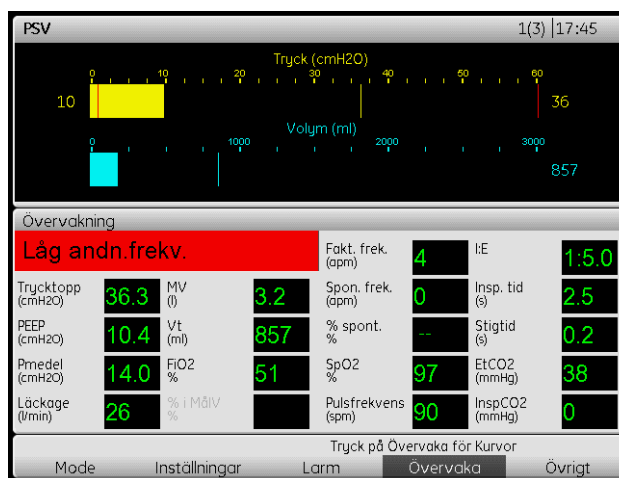 PSV 1(3) |17:45
Tryck (cmH2O)
0 10 20 30 40 50 60
10 36
Volym (ml)
0 1000 2000 3000
857
Övervakning
Låg andn.frekv.
Fakt. frek. (apm) 4 I:E 1:5.0
Trycktopp (cmH2O) 36.3 MV (l) 3.2 Spon. frek. (apm) 0 Insp. tid (s) 2.5
PEEP (cmH2O) 10.4 Vt (ml) 857 % spont. % -- Stigtid (s) 0.2
Pmedel (cmH2O) 14.0 FiO2 % 51 SpO2 % 97 EtCO2 (mmHg) 38
Läckage (l/min) 26 % i MålV % Pulsfrekvens (spm) 90 InspCO2 (mmHg) 0
Tryck på Övervaka för Kurvor
Mode Inställningar Larm Övervaka Övrigt